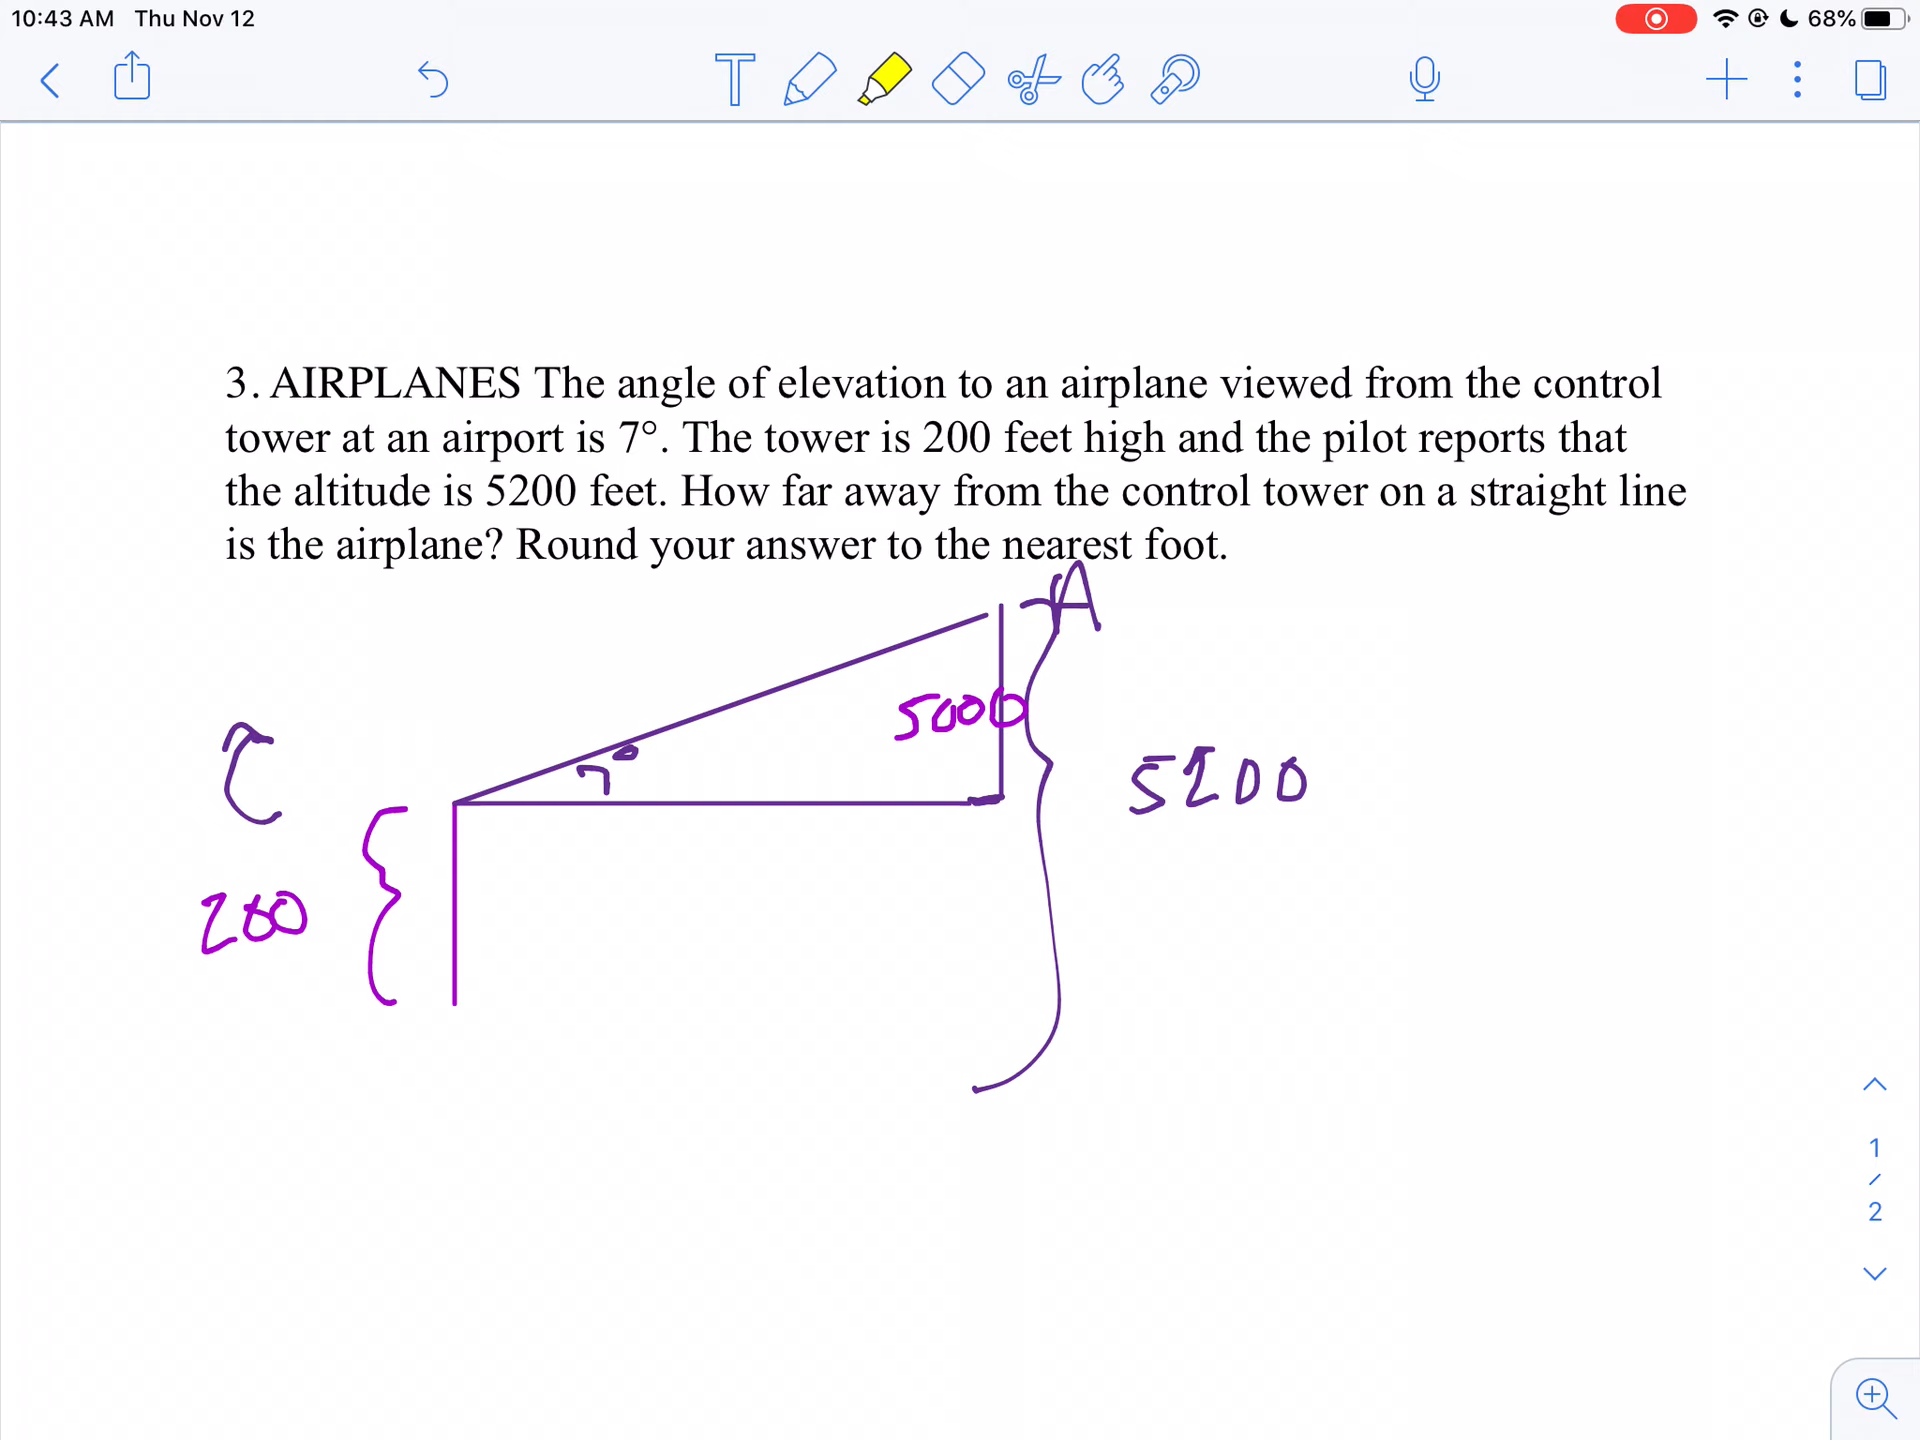 10:43 AM Thu Nov 12
68%
T
3. AIRPLANES The angle of elevation to an airplane viewed from the control
tower at an airport is 7°. The tower is 200 feet high and the pilot reports that
the altitude is 5200 feet. How far away from the control tower on a straight line
is the airplane? Round your answer to the nearest foot.
A
5000
7°
C
5200
200
1
/
2